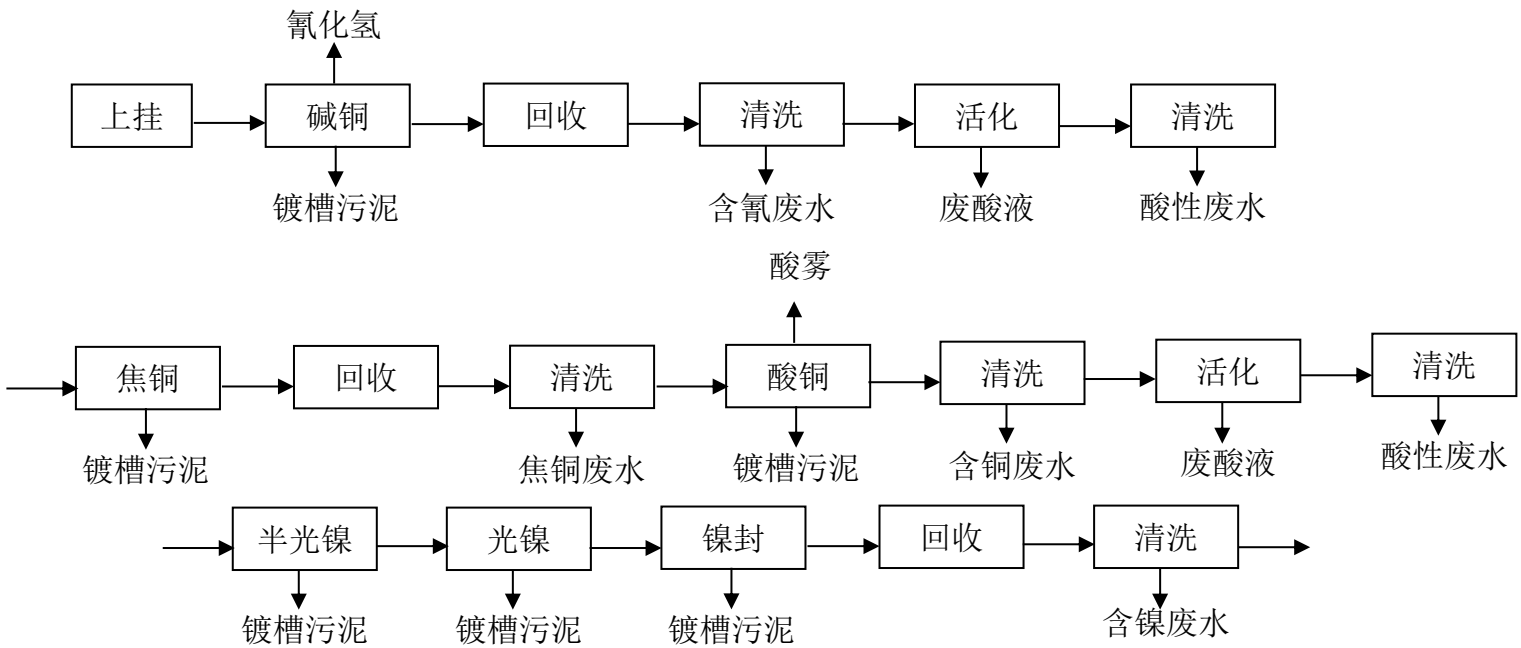 氰化氢
上挂 碱铜 回收 清洗 活化 清洗
镀槽污泥 含氰废水 废酸液 酸性废水
酸雾
焦铜 回收 清洗 酸铜 清洗 活化 清洗
镀槽污泥 焦铜废水 镀槽污泥 含铜废水 废酸液 酸性废水
半光镍 光镍 镍封 回收 清洗
镀槽污泥 镀槽污泥 镀槽污泥 含镍废水